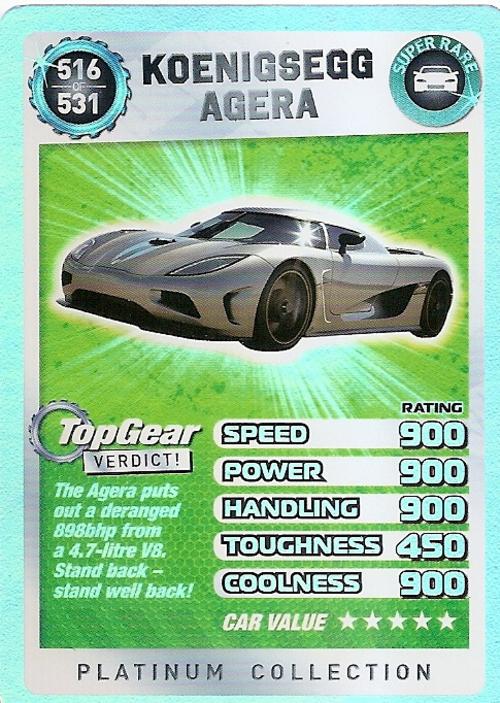 516
OF
531
KOENIGSEGG
AGERA
SUPER RARE
RATING
TopGear
VERDICT!
The Agera puts
out a deranged
898bhp from
a 4.7-litre V8.
Stand back –
stand well back!
SPEED 900
POWER 900
HANDLING 900
TOUGHNESS 450
COOLNESS 900
CAR VALUE ★★★★★
PLATINUM COLLECTION